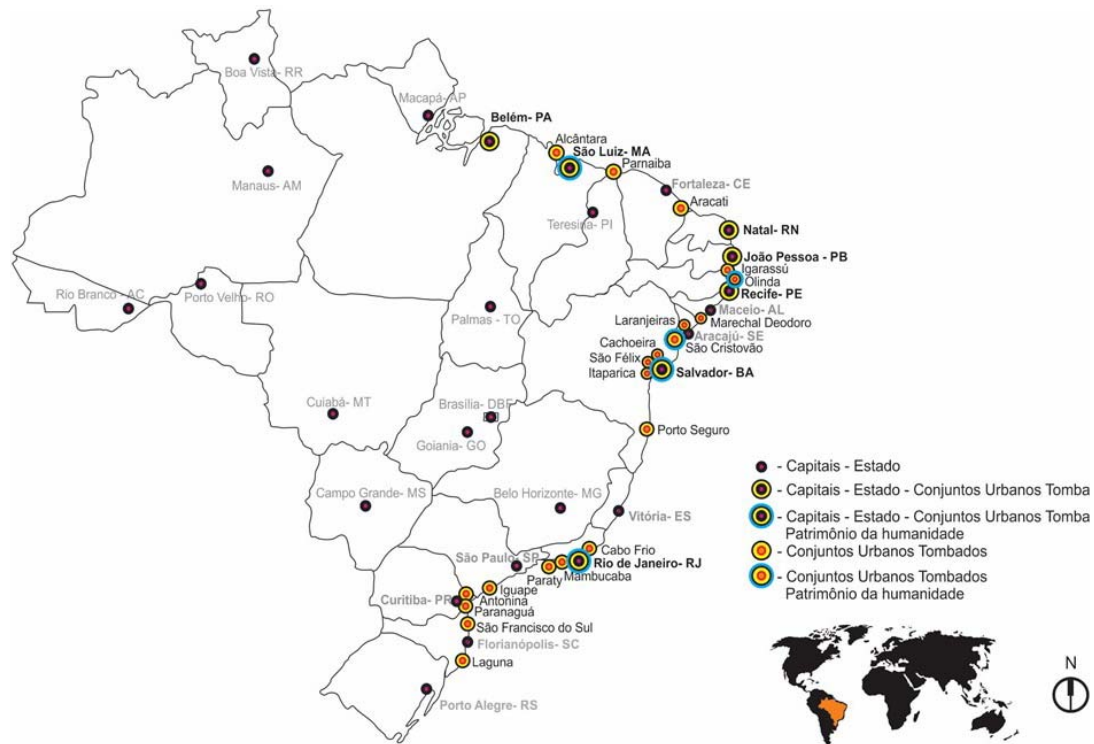 Boa Vista- RR
Macapá- AP
Belém- PA
Alcântara
São Luiz- MA
Parnaiba
Manaus- AM
Fortaleza- CE
Aracati
Teresina- PI
Natal- RN
João Pessoa - PB
Igarassú
Olinda
Rio Branco - AC
Porto Velho- RO
Recife- PE
Palmas - TO
Maceio- AL
Laranjeiras
Marechal Deodoro
Aracajú- SE
Cachoeira
São Cristovão
São Félix
Itaparica
Salvador- BA
Cuiabá- MT
Brasília- DBF
Goiania- GO
Porto Seguro
Campo Grande- MS
Belo Horizonte- MG
Vitória- ES
São Paulo- SP
Cabo Frio
Rio de Janeiro- RJ
Paraty
Mambucaba
Iguape
Curitiba- PR
Antonina
Paranaguá
São Francisco do Sul
Florianópolis- SC
Laguna
Porto Alegre- RS
- Capitais - Estado
- Capitais - Estado - Conjuntos Urbanos Tomba
- Capitais - Estado - Conjuntos Urbanos Tomba
Patrimônio da humanidade
- Conjuntos Urbanos Tombados
- Conjuntos Urbanos Tombados
Patrimônio da humanidade
N